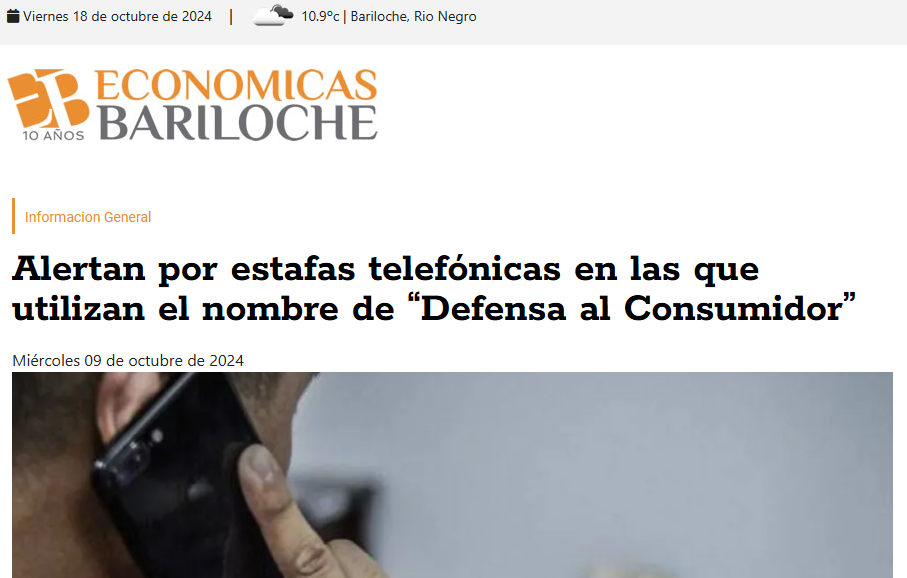 Viernes 18 de octubre de 2024 | 10.9ºc | Bariloche, Rio Negro
EB
ECONOMICAS
BARILOCHE
10 AÑOS
Informacion General
Alertan por estafas telefónicas en las que
utilizan el nombre de “Defensa al Consumidor”
Miércoles 09 de octubre de 2024